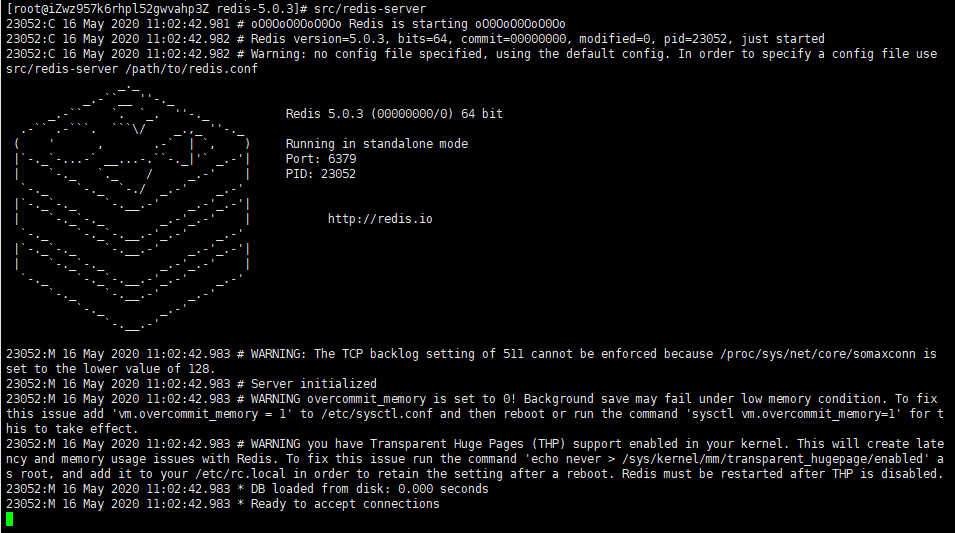 [root@iZwz957k6rhpl52gwvahp3Z redis-5.0.3]# src/redis-server
23052:C 16 May 2020 11:02:42.981 # oO0OoO0OoO0Oo Redis is starting oO0OoO0OoO0Oo
23052:C 16 May 2020 11:02:42.982 # Redis version=5.0.3, bits=64, commit=00000000, modified=0, pid=23052, just started
23052:C 16 May 2020 11:02:42.982 # Warning: no config file specified, using the default config. In order to specify a config file use
src/redis-server /path/to/redis.conf
Redis 5.0.3 (00000000/0) 64 bit
Running in standalone mode
Port: 6379
PID: 23052
http://redis.io
23052:M 16 May 2020 11:02:42.983 # WARNING: The TCP backlog setting of 511 cannot be enforced because /proc/sys/net/core/somaxconn is
set to the lower value of 128.
23052:M 16 May 2020 11:02:42.983 # Server initialized
23052:M 16 May 2020 11:02:42.983 # WARNING overcommit_memory is set to 0! Background save may fail under low memory condition. To fix
this issue add 'vm.overcommit_memory = 1' to /etc/sysctl.conf and then reboot or run the command 'sysctl vm.overcommit_memory=1' for t
his to take effect.
23052:M 16 May 2020 11:02:42.983 # WARNING you have Transparent Huge Pages (THP) support enabled in your kernel. This will create late
ncy and memory usage issues with Redis. To fix this issue run the command 'echo never > /sys/kernel/mm/transparent_hugepage/enabled' a
s root, and add it to your /etc/rc.local in order to retain the setting after a reboot. Redis must be restarted after THP is disabled.
23052:M 16 May 2020 11:02:42.983 * DB loaded from disk: 0.000 seconds
23052:M 16 May 2020 11:02:42.983 * Ready to accept connections